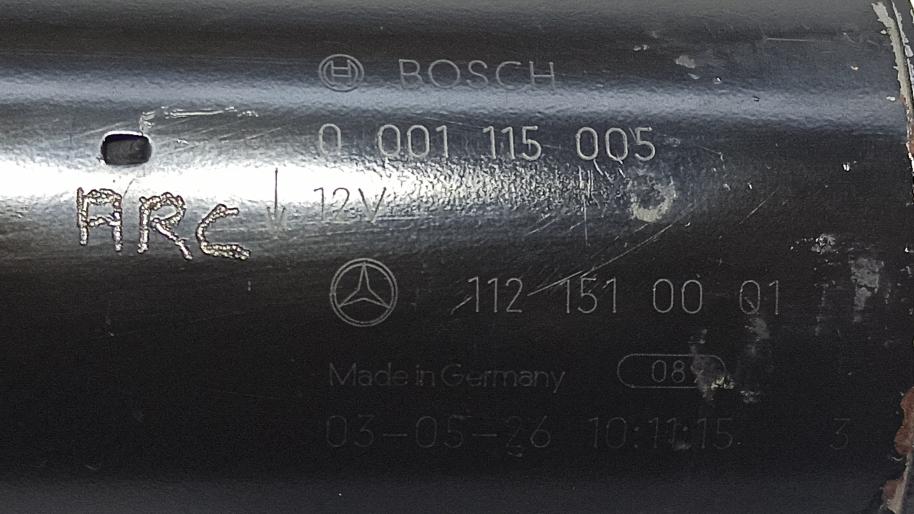 BOSCH
0 001 115 005
ARC
12V
112 151 00 01
Made in Germany
03-05-26 10:11:15 3